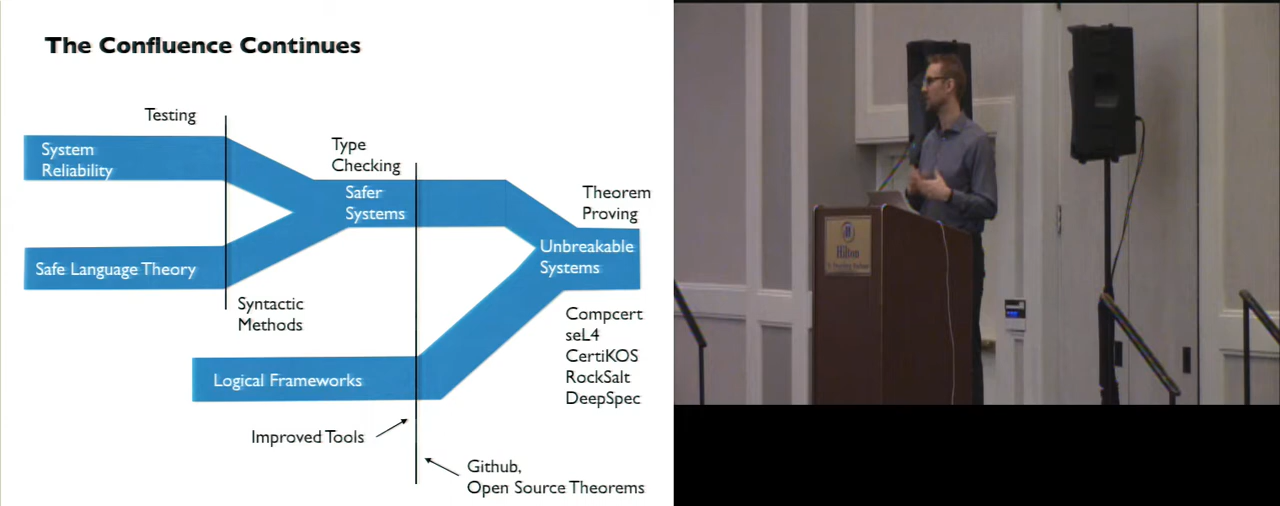 The Confluence Continues
Testing
System
Reliability
Type
Checking
Safer
Systems
Theorem
Proving
Unbreakable
Systems
Safe Language Theory
Syntactic
Methods
Compcert
seL4
CertiKOS
RockSalt
DeepSpec
Logical Frameworks
Improved Tools
Github,
Open Source Theorems
Hilton